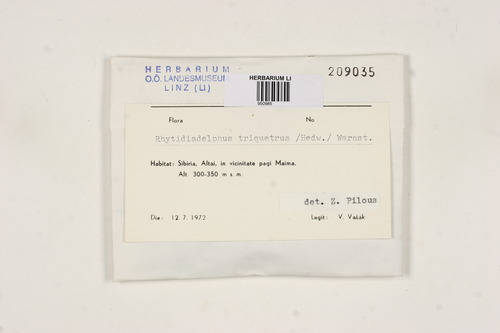 HERBARIUM
O.Ö. LANDESMUSEUM
LINZ (LI)
HERBARIUM LI
209035
Flora No
Rhytidiadelphus triquetrus /Hedw./ Warnst.
Habitat: Sibiria, Altai, in vicinitate pagi Maima.
Alt. 300-350 m s. m.
det. Z. Pilous
Die: 12. 7. 1972 Legit: V. Vašák